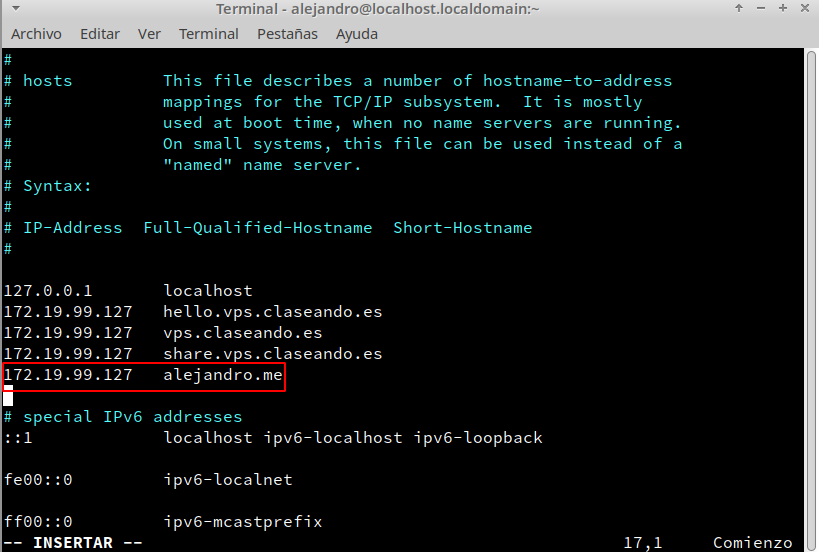 Terminal - alejandro@localhost.localdomain:~
Archivo Editar Ver Terminal Pestañas Ayuda
#
# hosts         This file describes a number of hostname-to-address
#               mappings for the TCP/IP subsystem.  It is mostly
#               used at boot time, when no name servers are running.
#               On small systems, this file can be used instead of a
#               "named" name server.
# Syntax:
#
# IP-Address  Full-Qualified-Hostname  Short-Hostname
#
127.0.0.1       localhost
172.19.99.127   hello.vps.claseando.es
172.19.99.127   vps.claseando.es
172.19.99.127   share.vps.claseando.es
172.19.99.127   alejandro.me
# special IPv6 addresses
::1             localhost ipv6-localhost ipv6-loopback
fe00::0         ipv6-localnet
ff00::0         ipv6-mcastprefix
-- INSERTAR --                                                17,1     Comienzo